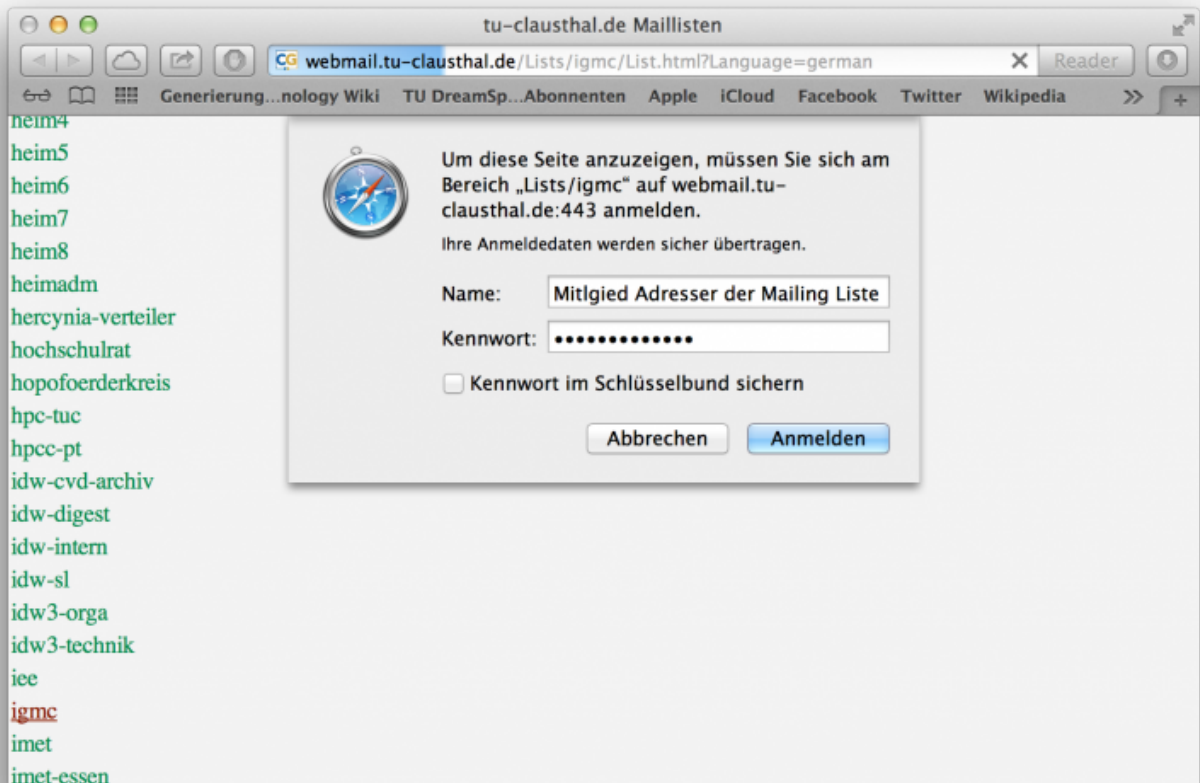 tu-clausthal.de Maillisten
CG webmail.tu-clausthal.de/Lists/igmc/List.html?Language=german
Reader
Generierung...nology Wiki TU DreamSp...Abonnenten Apple iCloud Facebook Twitter Wikipedia
heim4
heim5
heim6
heim7
heim8
heimadm
hercynia-verteiler
hochschulrat
hopofoerderkreis
hpc-tuc
hpcc-pt
idw-cvd-archiv
idw-digest
idw-intern
idw-sl
idw3-orga
idw3-technik
iee
igmc
imet
imet-essen
Um diese Seite anzuzeigen, müssen Sie sich am
Bereich „Lists/igmc“ auf webmail.tu-
clausthal.de:443 anmelden.
Ihre Anmeldedaten werden sicher übertragen.
Name: Mitlgied Adresser der Mailing Liste
Kennwort: •••••••••••••
Kennwort im Schlüsselbund sichern
Abbrechen Anmelden